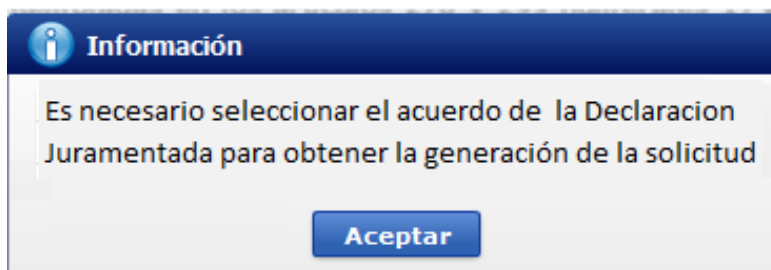 Información
Es necesario seleccionar el acuerdo de la Declaracion
Juramentada para obtener la generación de la solicitud
Aceptar